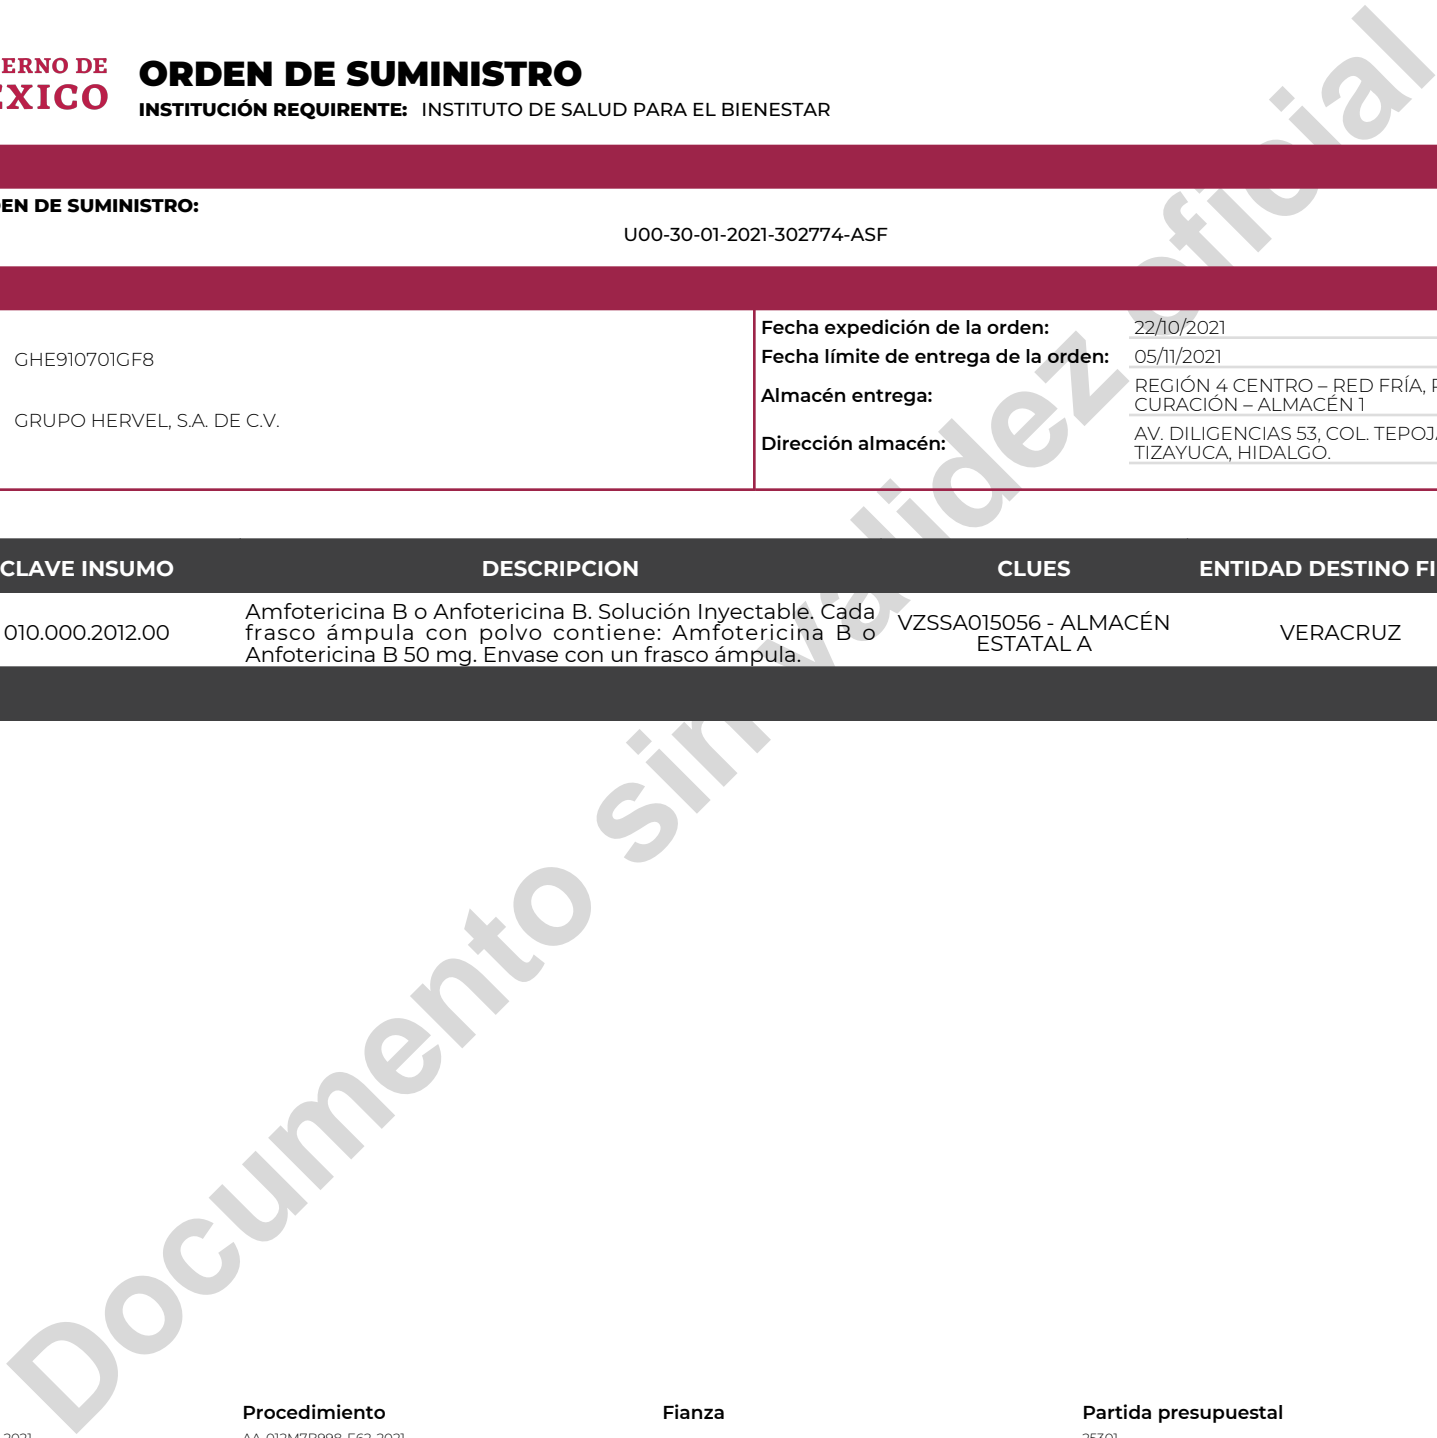 ERNO DE
EXICO
ORDEN DE SUMINISTRO
INSTITUCIÓN REQUIRENTE: INSTITUTO DE SALUD PARA EL BIENESTAR
EN DE SUMINISTRO:
U00-30-01-2021-302774-ASF
GHE910701GF8
GRUPO HERVEL, S.A. DE C.V.
Fecha expedición de la orden: 22/10/2021
Fecha límite de entrega de la orden: 05/11/2021
Almacén entrega: REGIÓN 4 CENTRO – RED FRÍA,
CURACIÓN – ALMACÉN 1
Dirección almacén: AV. DILIGENCIAS 53, COL. TEPOJ
TIZAYUCA, HIDALGO.
CLAVE INSUMO DESCRIPCION CLUES ENTIDAD DESTINO FI
010.000.2012.00
Amfotericina B o Anfotericina B. Solución Inyectable. Cada
frasco ámpula con polvo contiene: Amfotericina B o
Anfotericina B 50 mg. Envase con un frasco ámpula.
VZSSA015056 - ALMACÉN
ESTATAL A
VERACRUZ
Documento sin validez oficial
Procedimiento Fianza Partida presupuestal